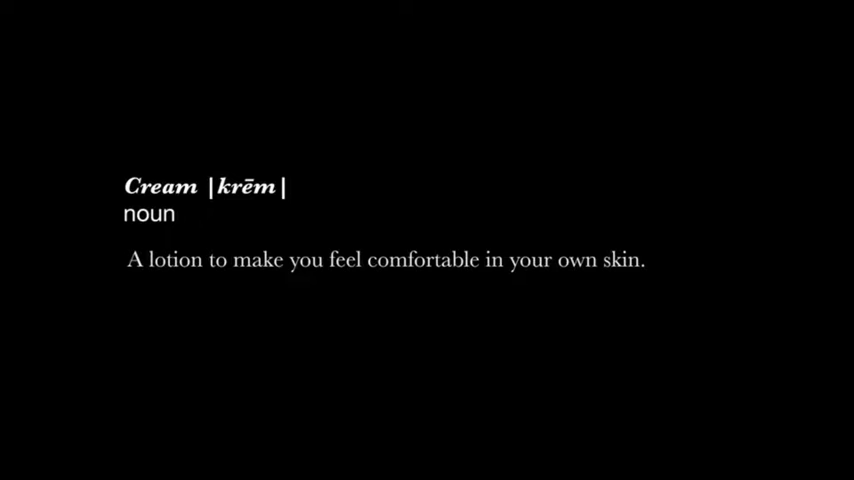 Cream |krēm|
noun
A lotion to make you feel comfortable in your own skin.